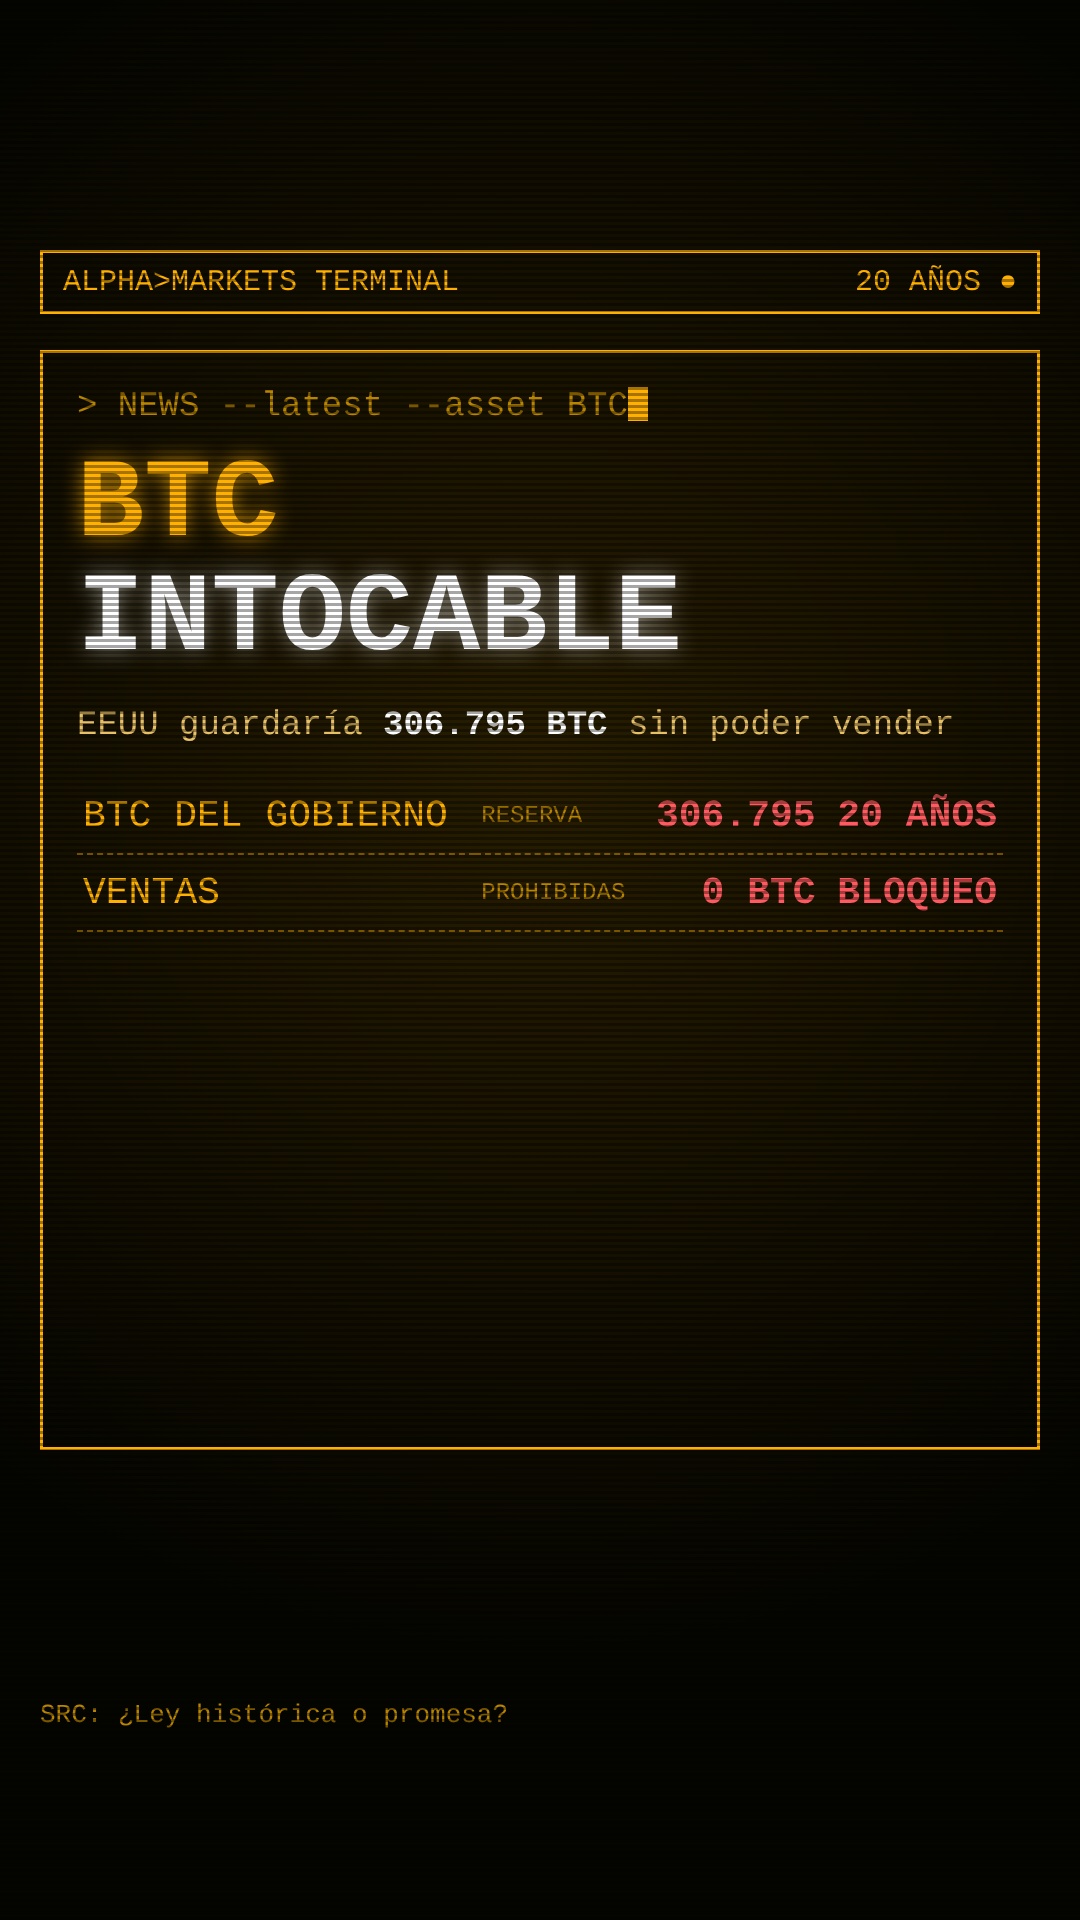 ALPHA>MARKETS TERMINAL 20 AÑOS ●
> NEWS --latest --asset BTC
BTC
INTOCABLE
EEUU guardaría 306.795 BTC sin poder vender
BTC DEL GOBIERNO RESERVA 306.795 20 AÑOS
VENTAS PROHIBIDAS 0 BTC BLOQUEO
SRC: ¿Ley histórica o promesa?